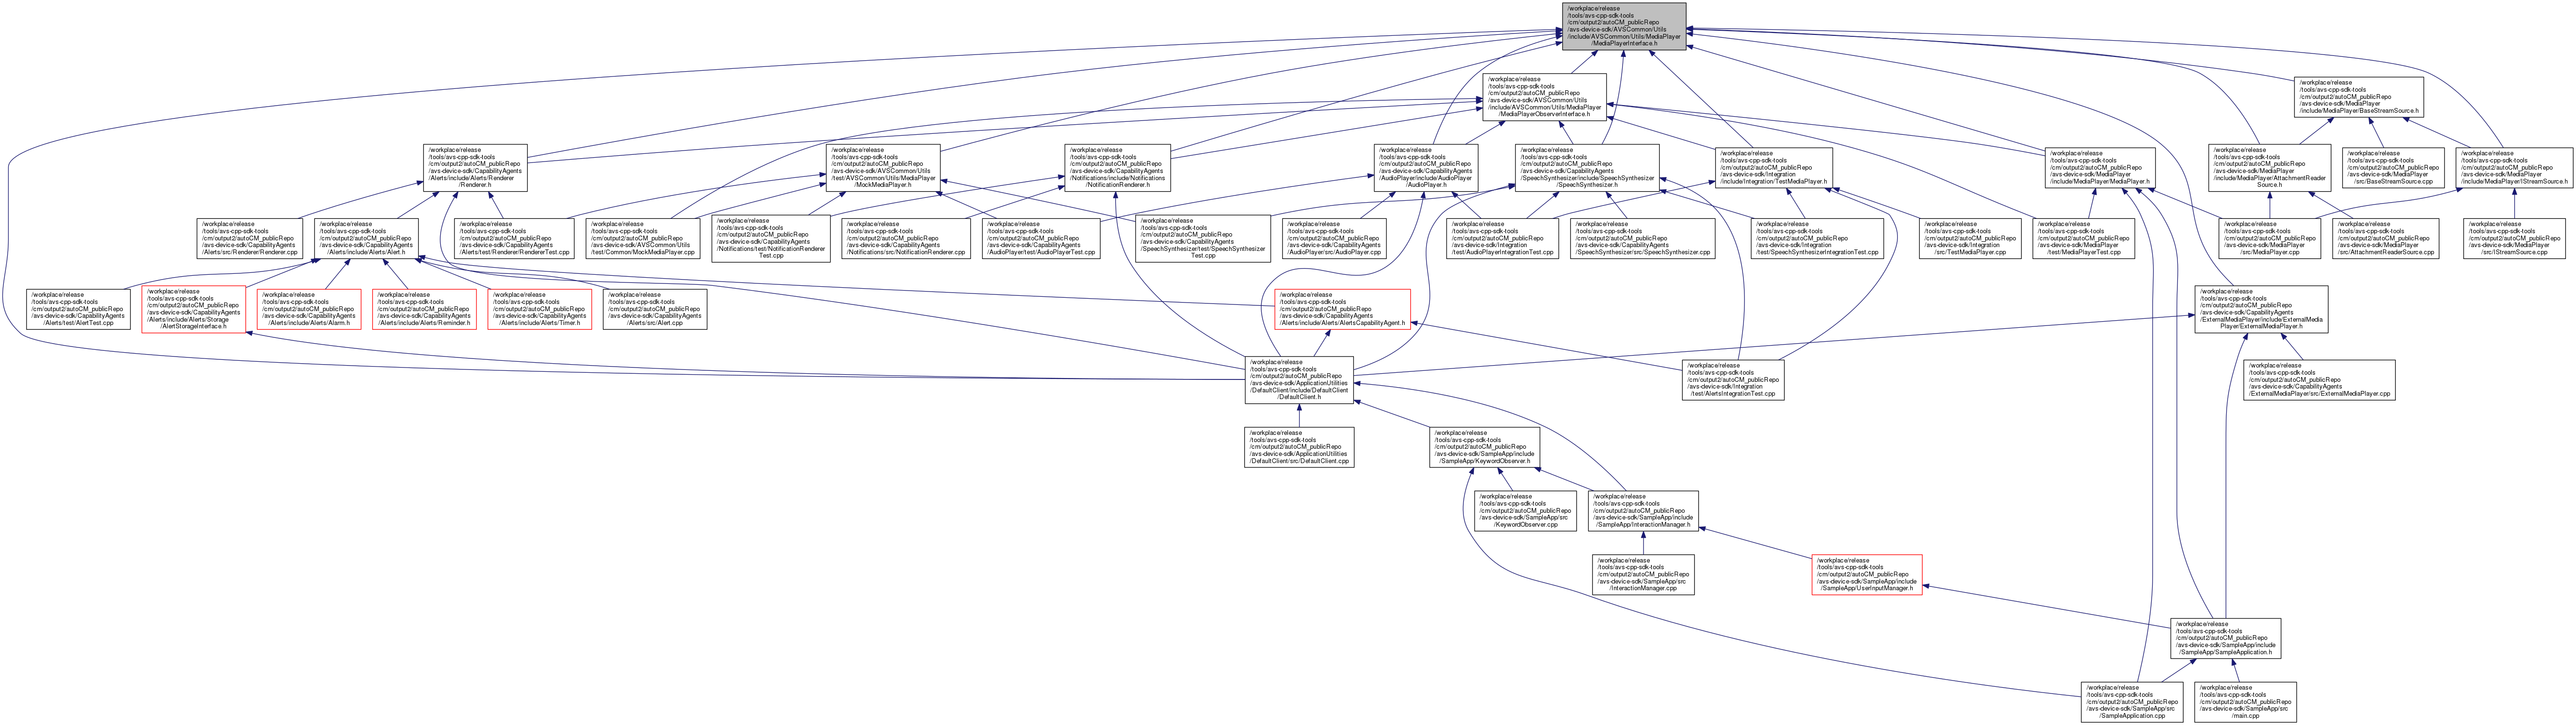 /workplace/release
/tools/avs-cpp-sdk-tools
/cm/output2/autoCM_publicRepo
/avs-device-sdk/AVSCommon/Utils
/include/AVSCommon/Utils/MediaPlayer
/MediaPlayerInterface.h
/workplace/release
/tools/avs-cpp-sdk-tools
/cm/output2/autoCM_publicRepo
/avs-device-sdk/AVSCommon/Utils
/include/AVSCommon/Utils/MediaPlayer
/MediaPlayerObserverInterface.h
/workplace/release
/tools/avs-cpp-sdk-tools
/cm/output2/autoCM_publicRepo
/avs-device-sdk/MediaPlayer
/include/MediaPlayer/BaseStreamSource.h
/workplace/release
/tools/avs-cpp-sdk-tools
/cm/output2/autoCM_publicRepo
/avs-device-sdk/CapabilityAgents
/Alerts/include/Alerts/Renderer
/Renderer.h
/workplace/release
/tools/avs-cpp-sdk-tools
/cm/output2/autoCM_publicRepo
/avs-device-sdk/AVSCommon/Utils
/test/AVSCommon/Utils/MediaPlayer
/MockMediaPlayer.h
/workplace/release
/tools/avs-cpp-sdk-tools
/cm/output2/autoCM_publicRepo
/avs-device-sdk/CapabilityAgents
/Notifications/include/Notifications
/NotificationRenderer.h
/workplace/release
/tools/avs-cpp-sdk-tools
/cm/output2/autoCM_publicRepo
/avs-device-sdk/CapabilityAgents
/AudioPlayer/include/AudioPlayer
/AudioPlayer.h
/workplace/release
/tools/avs-cpp-sdk-tools
/cm/output2/autoCM_publicRepo
/avs-device-sdk/CapabilityAgents
/SpeechSynthesizer/include/SpeechSynthesizer
/SpeechSynthesizer.h
/workplace/release
/tools/avs-cpp-sdk-tools
/cm/output2/autoCM_publicRepo
/avs-device-sdk/Integration
/include/Integration/TestMediaPlayer.h
/workplace/release
/tools/avs-cpp-sdk-tools
/cm/output2/autoCM_publicRepo
/avs-device-sdk/MediaPlayer
/include/MediaPlayer/MediaPlayer.h
/workplace/release
/tools/avs-cpp-sdk-tools
/cm/output2/autoCM_publicRepo
/avs-device-sdk/MediaPlayer
/include/MediaPlayer/AttachmentReader
Source.h
/workplace/release
/tools/avs-cpp-sdk-tools
/cm/output2/autoCM_publicRepo
/avs-device-sdk/MediaPlayer
/src/BaseStreamSource.cpp
/workplace/release
/tools/avs-cpp-sdk-tools
/cm/output2/autoCM_publicRepo
/avs-device-sdk/MediaPlayer
/include/MediaPlayer/IStreamSource.h
/workplace/release
/tools/avs-cpp-sdk-tools
/cm/output2/autoCM_publicRepo
/avs-device-sdk/CapabilityAgents
/Alerts/src/Renderer/Renderer.cpp
/workplace/release
/tools/avs-cpp-sdk-tools
/cm/output2/autoCM_publicRepo
/avs-device-sdk/CapabilityAgents
/Alerts/include/Alerts/Alert.h
/workplace/release
/tools/avs-cpp-sdk-tools
/cm/output2/autoCM_publicRepo
/avs-device-sdk/CapabilityAgents
/Alerts/test/Renderer/RendererTest.cpp
/workplace/release
/tools/avs-cpp-sdk-tools
/cm/output2/autoCM_publicRepo
/avs-device-sdk/AVSCommon/Utils
/test/Common/MockMediaPlayer.cpp
/workplace/release
/tools/avs-cpp-sdk-tools
/cm/output2/autoCM_publicRepo
/avs-device-sdk/CapabilityAgents
/Notifications/test/NotificationRenderer
Test.cpp
/workplace/release
/tools/avs-cpp-sdk-tools
/cm/output2/autoCM_publicRepo
/avs-device-sdk/CapabilityAgents
/Notifications/src/NotificationRenderer.cpp
/workplace/release
/tools/avs-cpp-sdk-tools
/cm/output2/autoCM_publicRepo
/avs-device-sdk/CapabilityAgents
/AudioPlayer/test/AudioPlayerTest.cpp
/workplace/release
/tools/avs-cpp-sdk-tools
/cm/output2/autoCM_publicRepo
/avs-device-sdk/CapabilityAgents
/SpeechSynthesizer/test/SpeechSynthesizer
Test.cpp
/workplace/release
/tools/avs-cpp-sdk-tools
/cm/output2/autoCM_publicRepo
/avs-device-sdk/CapabilityAgents
/AudioPlayer/src/AudioPlayer.cpp
/workplace/release
/tools/avs-cpp-sdk-tools
/cm/output2/autoCM_publicRepo
/avs-device-sdk/Integration
/test/AudioPlayerIntegrationTest.cpp
/workplace/release
/tools/avs-cpp-sdk-tools
/cm/output2/autoCM_publicRepo
/avs-device-sdk/CapabilityAgents
/SpeechSynthesizer/src/SpeechSynthesizer.cpp
/workplace/release
/tools/avs-cpp-sdk-tools
/cm/output2/autoCM_publicRepo
/avs-device-sdk/Integration
/test/SpeechSynthesizerIntegrationTest.cpp
/workplace/release
/tools/avs-cpp-sdk-tools
/cm/output2/autoCM_publicRepo
/avs-device-sdk/Integration
/src/TestMediaPlayer.cpp
/workplace/release
/tools/avs-cpp-sdk-tools
/cm/output2/autoCM_publicRepo
/avs-device-sdk/MediaPlayer
/test/MediaPlayerTest.cpp
/workplace/release
/tools/avs-cpp-sdk-tools
/cm/output2/autoCM_publicRepo
/avs-device-sdk/MediaPlayer
/src/MediaPlayer.cpp
/workplace/release
/tools/avs-cpp-sdk-tools
/cm/output2/autoCM_publicRepo
/avs-device-sdk/MediaPlayer
/src/AttachmentReaderSource.cpp
/workplace/release
/tools/avs-cpp-sdk-tools
/cm/output2/autoCM_publicRepo
/avs-device-sdk/MediaPlayer
/src/IStreamSource.cpp
/workplace/release
/tools/avs-cpp-sdk-tools
/cm/output2/autoCM_publicRepo
/avs-device-sdk/CapabilityAgents
/Alerts/test/AlertTest.cpp
/workplace/release
/tools/avs-cpp-sdk-tools
/cm/output2/autoCM_publicRepo
/avs-device-sdk/CapabilityAgents
/Alerts/include/Alerts/Storage
/AlertStorageInterface.h
/workplace/release
/tools/avs-cpp-sdk-tools
/cm/output2/autoCM_publicRepo
/avs-device-sdk/CapabilityAgents
/Alerts/include/Alerts/Alarm.h
/workplace/release
/tools/avs-cpp-sdk-tools
/cm/output2/autoCM_publicRepo
/avs-device-sdk/CapabilityAgents
/Alerts/include/Alerts/Reminder.h
/workplace/release
/tools/avs-cpp-sdk-tools
/cm/output2/autoCM_publicRepo
/avs-device-sdk/CapabilityAgents
/Alerts/include/Alerts/Timer.h
/workplace/release
/tools/avs-cpp-sdk-tools
/cm/output2/autoCM_publicRepo
/avs-device-sdk/CapabilityAgents
/Alerts/src/Alert.cpp
/workplace/release
/tools/avs-cpp-sdk-tools
/cm/output2/autoCM_publicRepo
/avs-device-sdk/CapabilityAgents
/Alerts/include/Alerts/AlertsCapabilityAgent.h
/workplace/release
/tools/avs-cpp-sdk-tools
/cm/output2/autoCM_publicRepo
/avs-device-sdk/CapabilityAgents
/ExternalMediaPlayer/include/ExternalMedia
Player/ExternalMediaPlayer.h
/workplace/release
/tools/avs-cpp-sdk-tools
/cm/output2/autoCM_publicRepo
/avs-device-sdk/ApplicationUtilities
/DefaultClient/include/DefaultClient
/DefaultClient.h
/workplace/release
/tools/avs-cpp-sdk-tools
/cm/output2/autoCM_publicRepo
/avs-device-sdk/Integration
/test/AlertsIntegrationTest.cpp
/workplace/release
/tools/avs-cpp-sdk-tools
/cm/output2/autoCM_publicRepo
/avs-device-sdk/CapabilityAgents
/ExternalMediaPlayer/src/ExternalMediaPlayer.cpp
/workplace/release
/tools/avs-cpp-sdk-tools
/cm/output2/autoCM_publicRepo
/avs-device-sdk/ApplicationUtilities
/DefaultClient/src/DefaultClient.cpp
/workplace/release
/tools/avs-cpp-sdk-tools
/cm/output2/autoCM_publicRepo
/avs-device-sdk/SampleApp/include
/SampleApp/KeywordObserver.h
/workplace/release
/tools/avs-cpp-sdk-tools
/cm/output2/autoCM_publicRepo
/avs-device-sdk/SampleApp/src
/KeywordObserver.cpp
/workplace/release
/tools/avs-cpp-sdk-tools
/cm/output2/autoCM_publicRepo
/avs-device-sdk/SampleApp/include
/SampleApp/InteractionManager.h
/workplace/release
/tools/avs-cpp-sdk-tools
/cm/output2/autoCM_publicRepo
/avs-device-sdk/SampleApp/src
/InteractionManager.cpp
/workplace/release
/tools/avs-cpp-sdk-tools
/cm/output2/autoCM_publicRepo
/avs-device-sdk/SampleApp/include
/SampleApp/UserInputManager.h
/workplace/release
/tools/avs-cpp-sdk-tools
/cm/output2/autoCM_publicRepo
/avs-device-sdk/SampleApp/include
/SampleApp/SampleApplication.h
/workplace/release
/tools/avs-cpp-sdk-tools
/cm/output2/autoCM_publicRepo
/avs-device-sdk/SampleApp/src
/SampleApplication.cpp
/workplace/release
/tools/avs-cpp-sdk-tools
/cm/output2/autoCM_publicRepo
/avs-device-sdk/SampleApp/src
/main.cpp